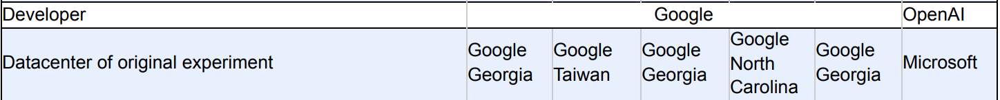 Developer Google OpenAI
Datacenter of original experiment
Google
Georgia
Google
Taiwan
Google
Georgia
Google
North
Carolina
Google
Georgia
Microsoft